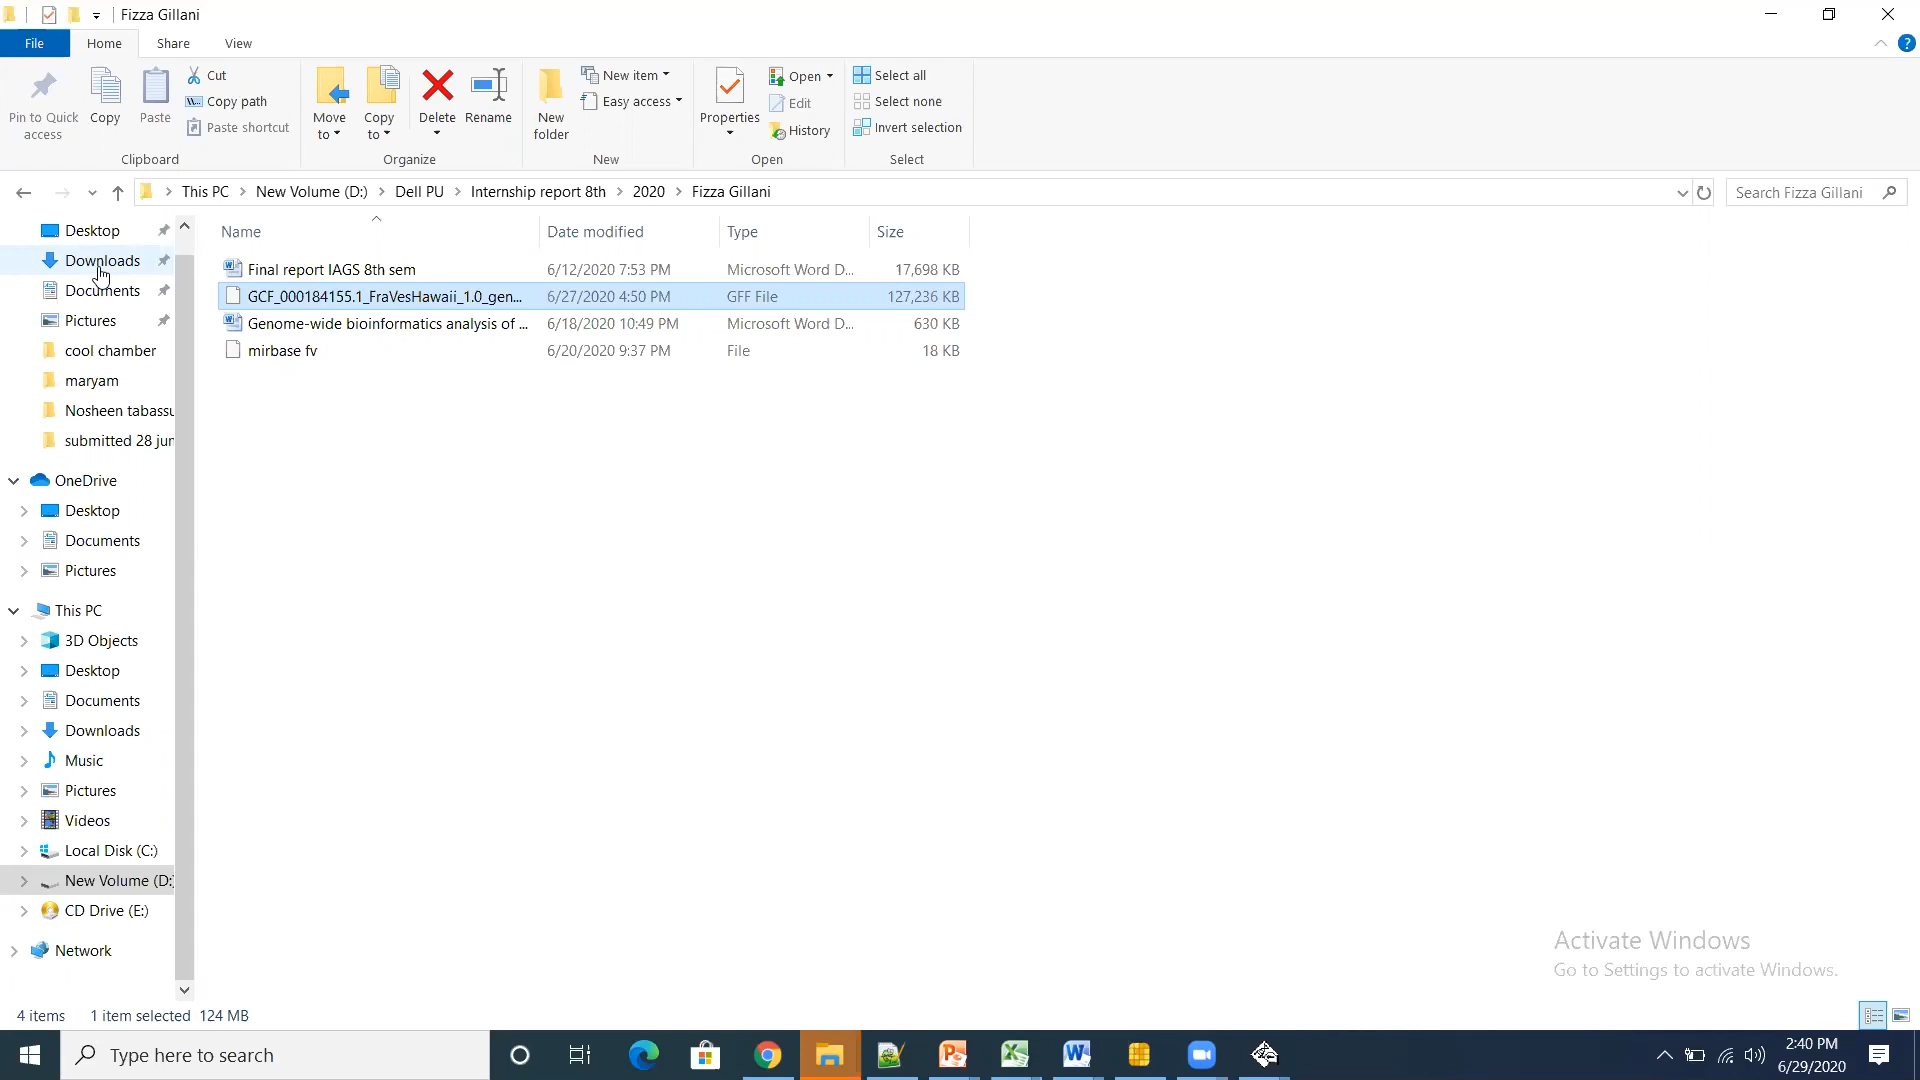 Fizza Gillani
File Home Share View
Pin to Quick access
Copy
Paste
Cut
Copy path
Paste shortcut
Clipboard
Move to
Copy to
Delete
Rename
Organize
New folder
New item
Easy access
New
Properties
Open
Edit
History
Open
Select all
Select none
Invert selection
Select
This PC New Volume (D:) Dell PU Internship report 8th 2020 Fizza Gillani
Search Fizza Gillani
Name Date modified Type Size
Final report IAGS 8th sem 6/12/2020 7:53 PM Microsoft Word D... 17,698 KB
GCF_000184155.1_FraVesHawaii_1.0_gen... 6/27/2020 4:50 PM GFF File 127,236 KB
Genome-wide bioinformatics analysis of ... 6/18/2020 10:49 PM Microsoft Word D... 630 KB
mirbase fv 6/20/2020 9:37 PM File 18 KB
Desktop
Downloads
Documents
Pictures
cool chamber
maryam
Nosheen tabassu
submitted 28 jun
OneDrive
Desktop
Documents
Pictures
This PC
3D Objects
Desktop
Documents
Downloads
Music
Pictures
Videos
Local Disk (C:)
New Volume (D:)
CD Drive (E:)
Network
Activate Windows
Go to Settings to activate Windows.
4 items 1 item selected 124 MB
Type here to search
2:40 PM
6/29/2020